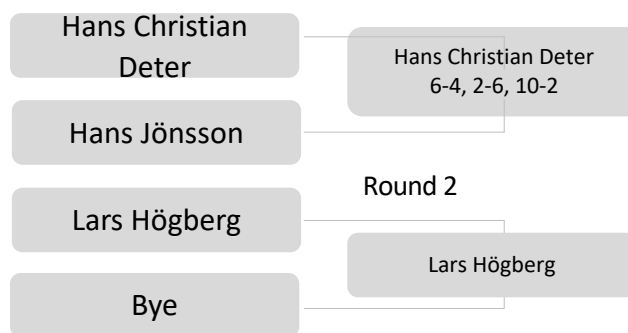 Hans Christian
Deter
Hans Christian Deter
6-4, 2-6, 10-2
Hans Jönsson
Round 2
Lars Högberg
Lars Högberg
Bye